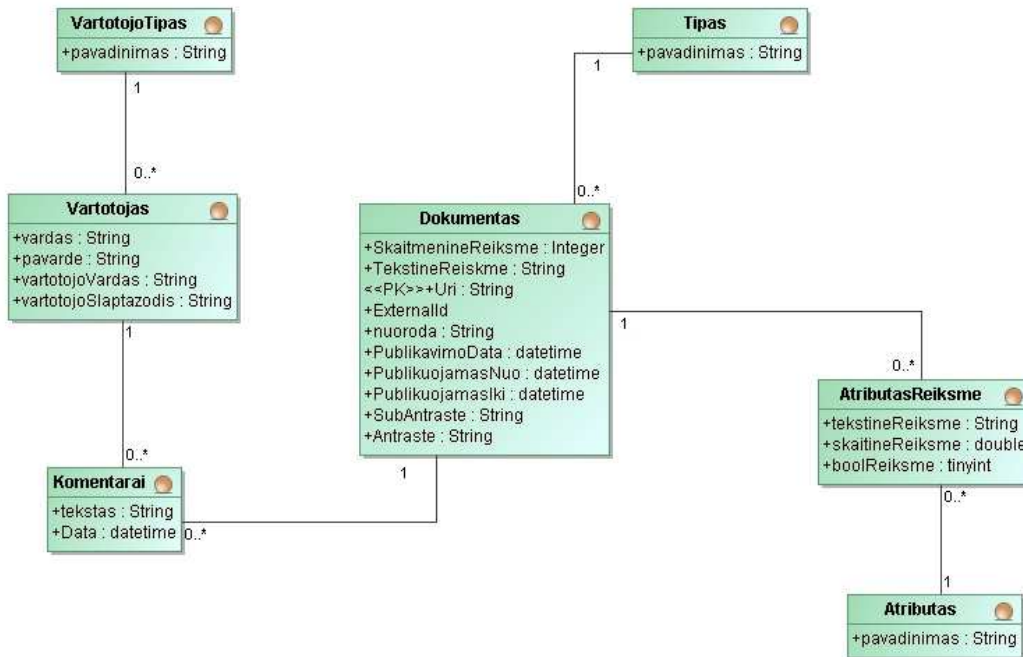 VartotojoTipas
+pavadinimas : String
1
0..*
Vartotojas
+vardas : String
+pavarde : String
+vartotojoVardas : String
+vartotojoSlaptazodis : String
1
0..*
Komentarai
+tekstas : String
+Data : datetime
0..*
Tipas
+pavadinimas : String
1
0..*
Dokumentas
+SkaitmenineReiksme : Integer
+TekstineReiskme : String
<<PK>>+Uri : String
+ExternalId
+nuoroda : String
+PublikavimoData : datetime
+PublikuojamasNuo : datetime
+PublikuojamasIki : datetime
+SubAntraste : String
+Antraste : String
1
1
0..*
AtributasReiksme
+tekstineReiksme : String
+skaitineReiksme : double
+boolReiksme : tinyint
0..*
1
Atributas
+pavadinimas : String